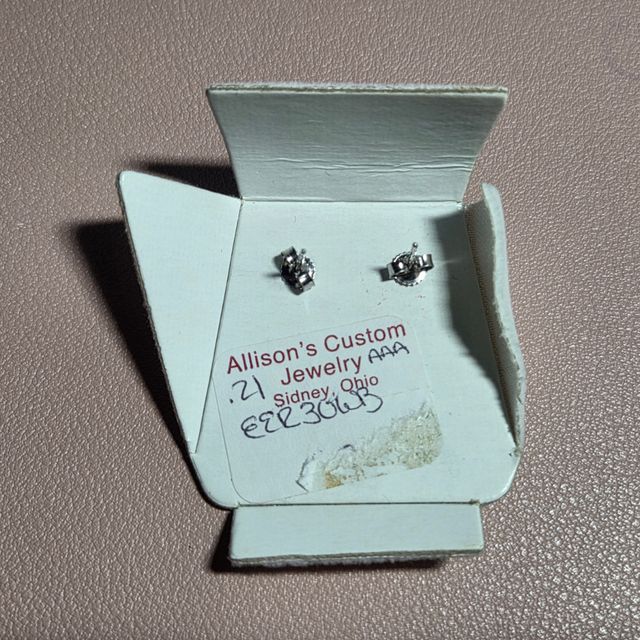 Allison's Custom
Jewelry AAA
.21 Sidney, Ohio
EER30WB